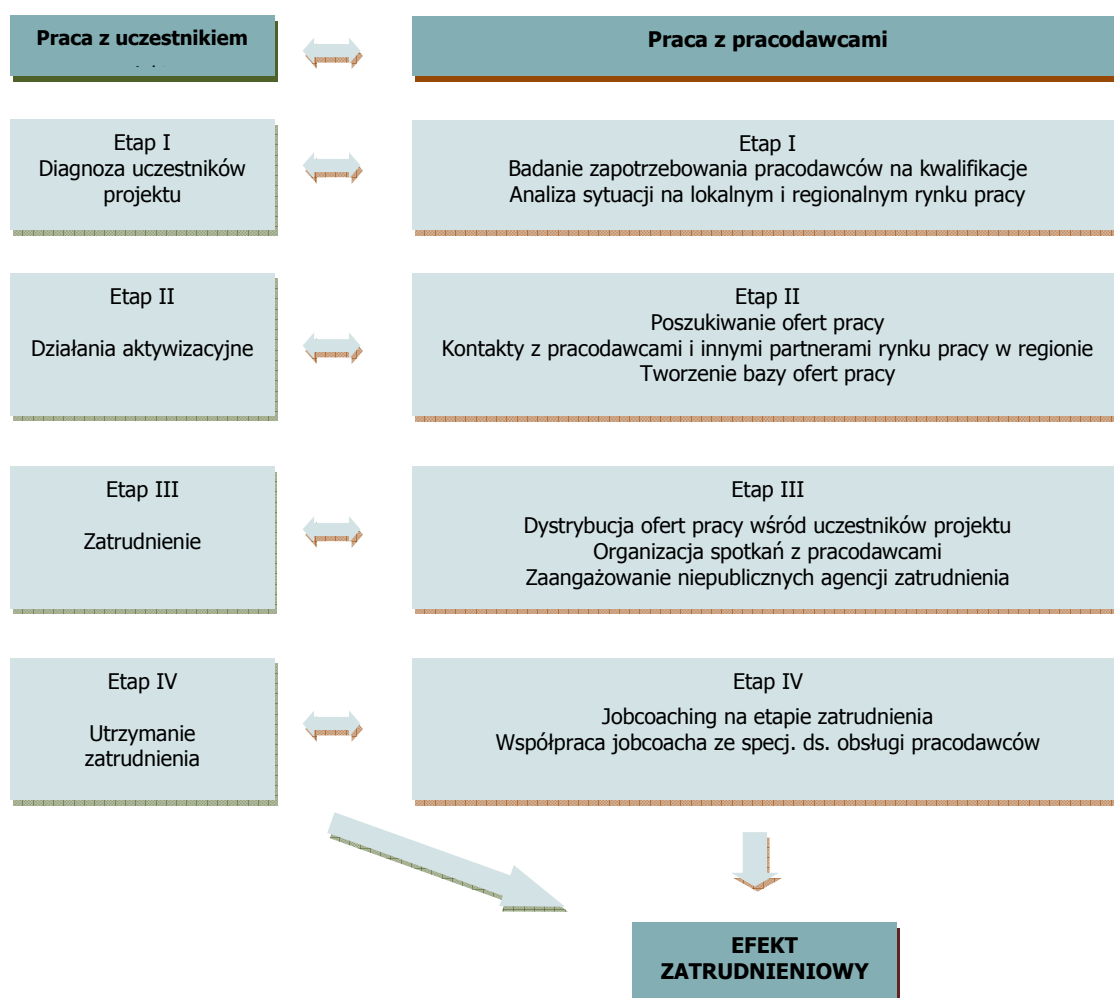 Praca z uczestnikiem
Praca z pracodawcami
Etap I
Diagnoza uczestników
projektu
Etap I
Badanie zapotrzebowania pracodawców na kwalifikacje
Analiza sytuacji na lokalnym i regionalnym rynku pracy
Etap II
Działania aktywizacyjne
Etap II
Poszukiwanie ofert pracy
Kontakty z pracodawcami i innymi partnerami rynku pracy w regionie
Tworzenie bazy ofert pracy
Etap III
Zatrudnienie
Etap III
Dystrybucja ofert pracy wśród uczestników projektu
Organizacja spotkań z pracodawcami
Zaangażowanie niepublicznych agencji zatrudnienia
Etap IV
Utrzymanie
zatrudnienia
Etap IV
Jobcoaching na etapie zatrudnienia
Współpraca jobcoacha ze specj. ds. obsługi pracodawców
EFEKT
ZATRUDNIENIOWY